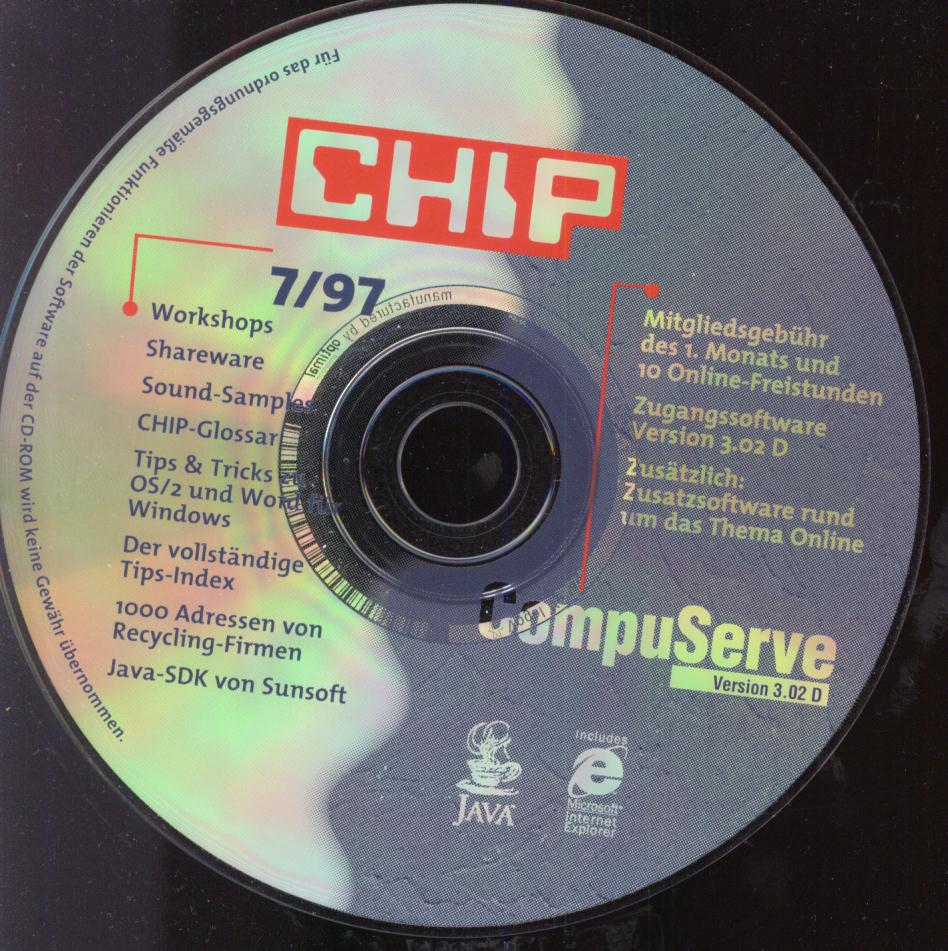 CHIP
7/97
Workshops
Shareware
Sound-Samples
CHIP-Glossar
Tips & Tricks zu
OS/2 und Word für
Windows
Der vollständige
Tips-Index
1000 Adressen von
Recycling-Firmen
Java-SDK von Sunsoft
Mitgliedsgebühr
des 1. Monats und
10 Online-Freistunden
Zugangssoftware
Version 3.02 D
Zusätzlich:
Zusatzsoftware rund
um das Thema Online
CompuServe
Version 3.02 D
JAVA
includes
Microsoft
Internet
Explorer
Für das ordnungsgemäße Funktionieren der Software auf der CD-ROM wird keine Gewähr übernommen.
manufactured by optimal